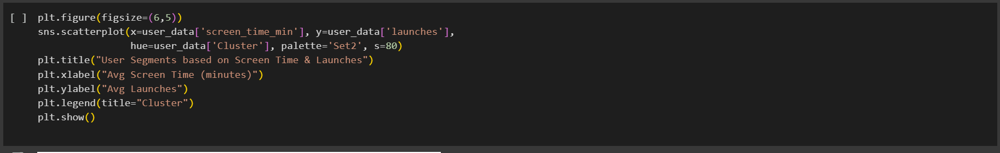 [ ] plt.figure(figsize=(6,5))
sns.scatterplot(x=user_data['screen_time_min'], y=user_data['launches'],
                hue=user_data['Cluster'], palette='Set2', s=80)
plt.title("User Segments based on Screen Time & Launches")
plt.xlabel("Avg Screen Time (minutes)")
plt.ylabel("Avg Launches")
plt.legend(title="Cluster")
plt.show()